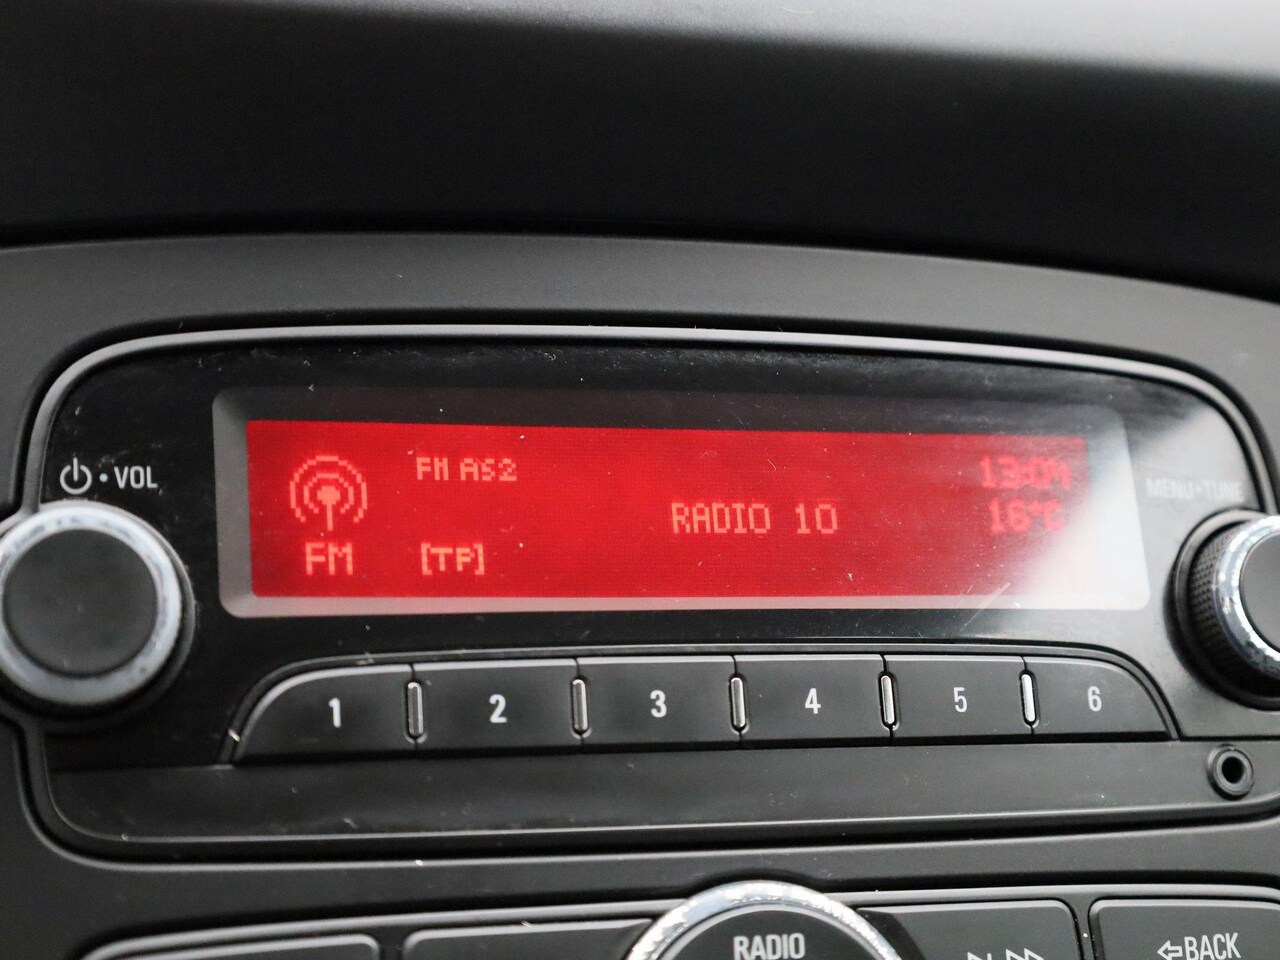 VOL
FM AS2
13:04
MENU•TUNE
RADIO 10
16°C
FM [TP]
1 2 3 4 5 6
RADIO
BACK